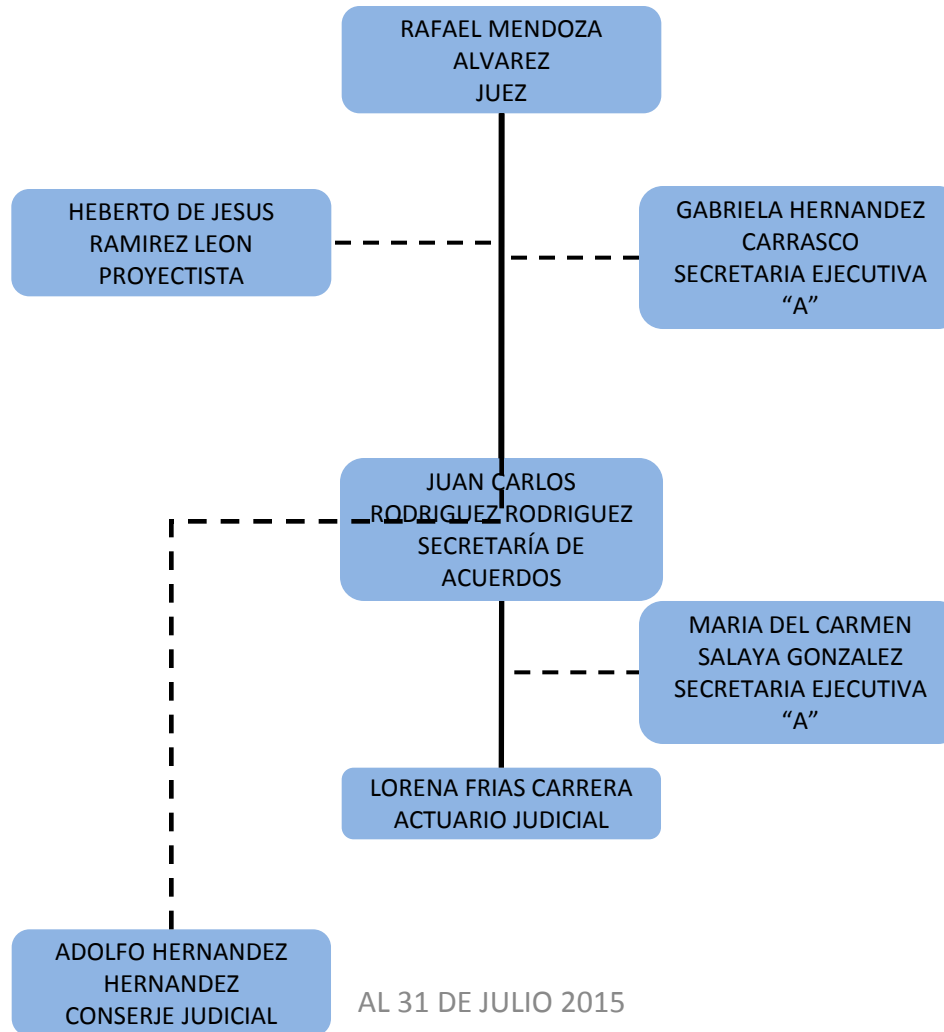 RAFAEL MENDOZA
ALVAREZ
JUEZ
HEBERTO DE JESUS
RAMIREZ LEON
PROYECTISTA
GABRIELA HERNANDEZ
CARRASCO
SECRETARIA EJECUTIVA
“A”
JUAN CARLOS
RODRIGUEZ RODRIGUEZ
SECRETARÍA DE
ACUERDOS
MARIA DEL CARMEN
SALAYA GONZALEZ
SECRETARIA EJECUTIVA
“A”
LORENA FRIAS CARRERA
ACTUARIO JUDICIAL
ADOLFO HERNANDEZ
HERNANDEZ
CONSERJE JUDICIAL
AL 31 DE JULIO 2015